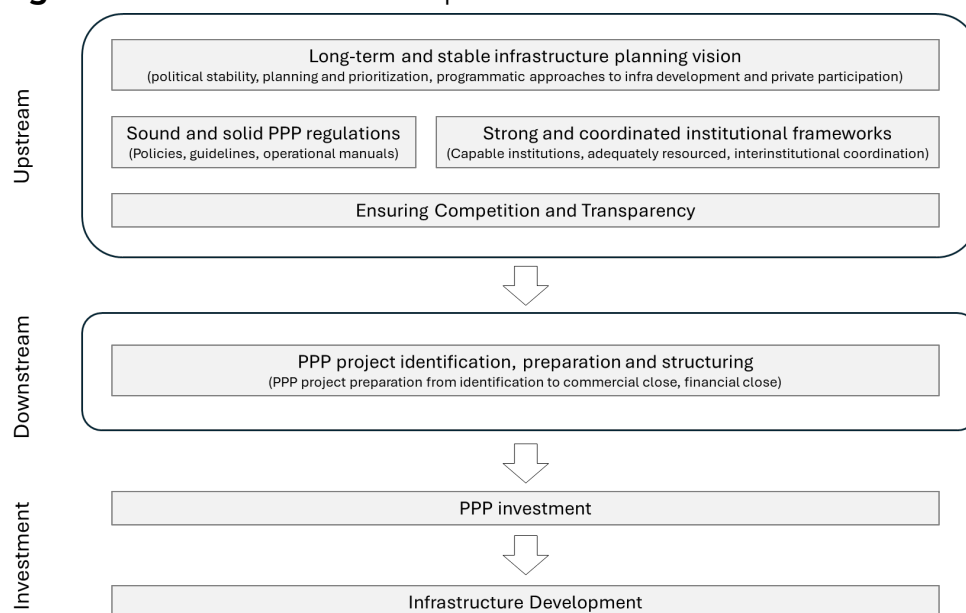 Upstream
Long-term and stable infrastructure planning vision
(political stability, planning and prioritization, programmatic approaches to infra development and private participation)
Sound and solid PPP regulations
(Policies, guidelines, operational manuals)
Strong and coordinated institutional frameworks
(Capable institutions, adequately resourced, interinstitutional coordination)
Ensuring Competition and Transparency
Downstream
PPP project identification, preparation and structuring
(PPP project preparation from identification to commercial close, financial close)
Investment
PPP investment
Infrastructure Development